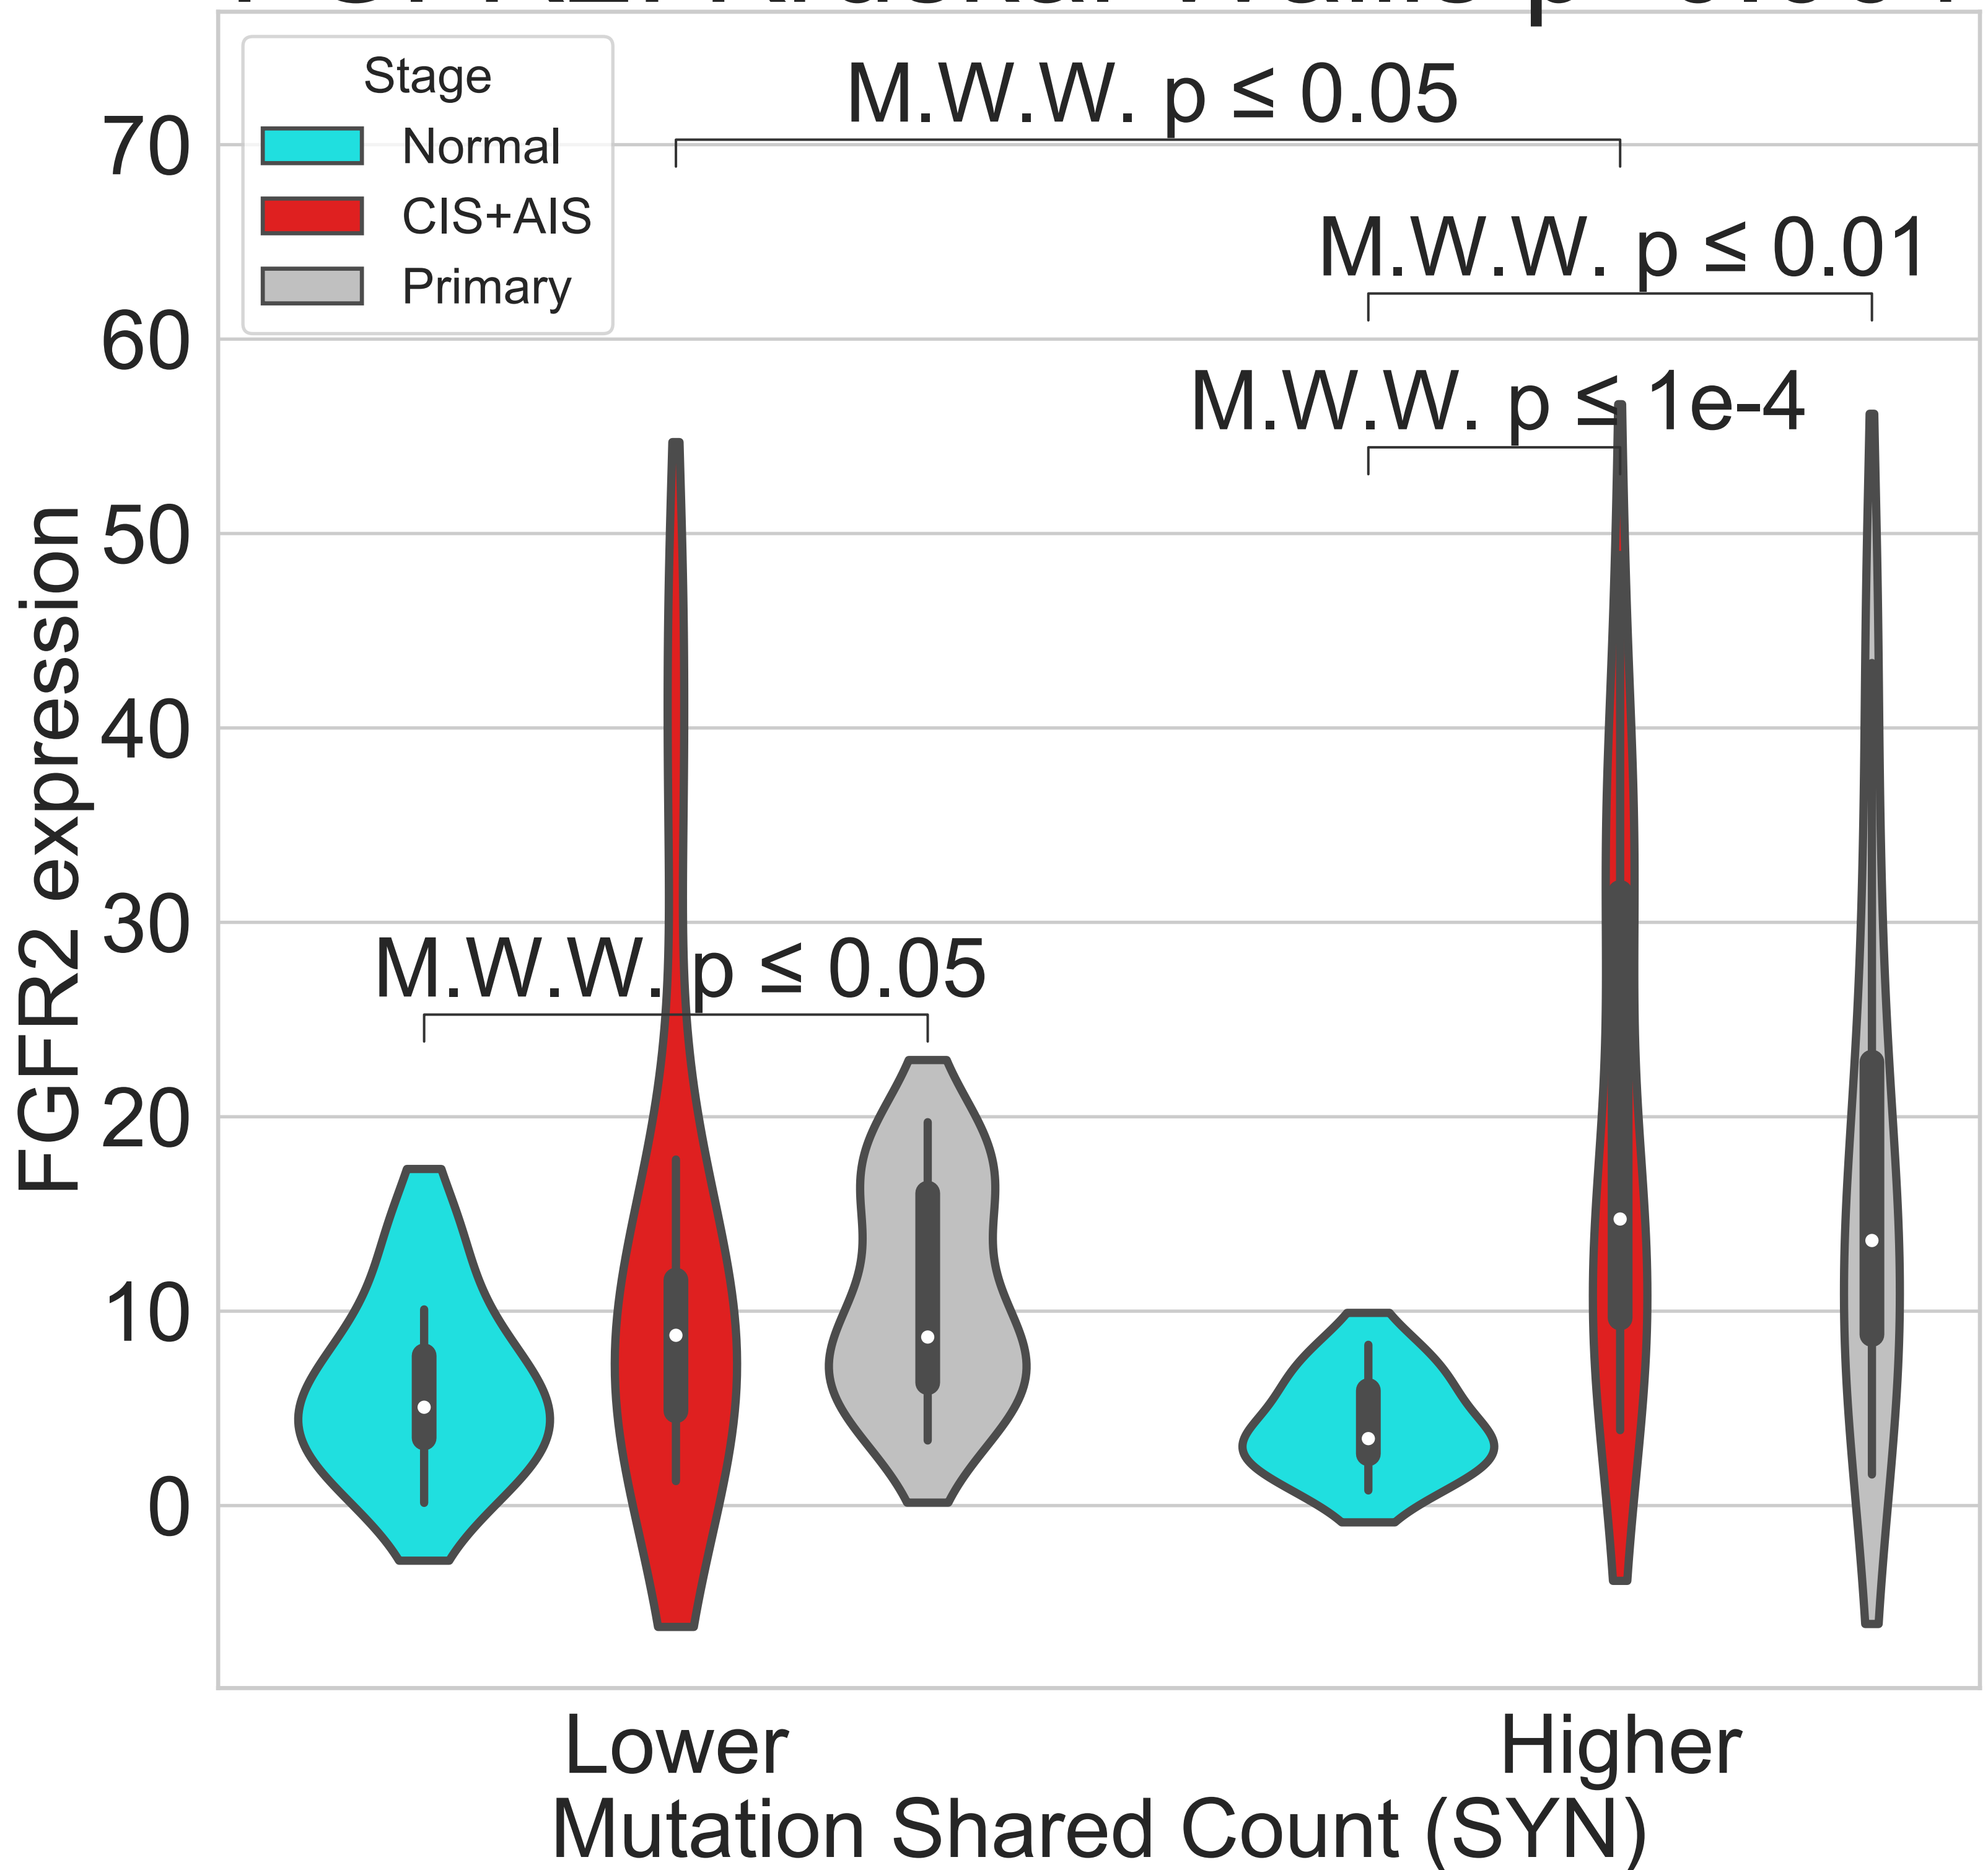 Stage
Normal
CIS+AIS
Primary
M.W.W. p ≤ 0.05
M.W.W. p ≤ 0.01
M.W.W. p ≤ 1e-4
M.W.W. p ≤ 0.05
70
60
50
40
30
20
10
0
FGFR2 expression
Lower
Higher
Mutation Shared Count (SYN)